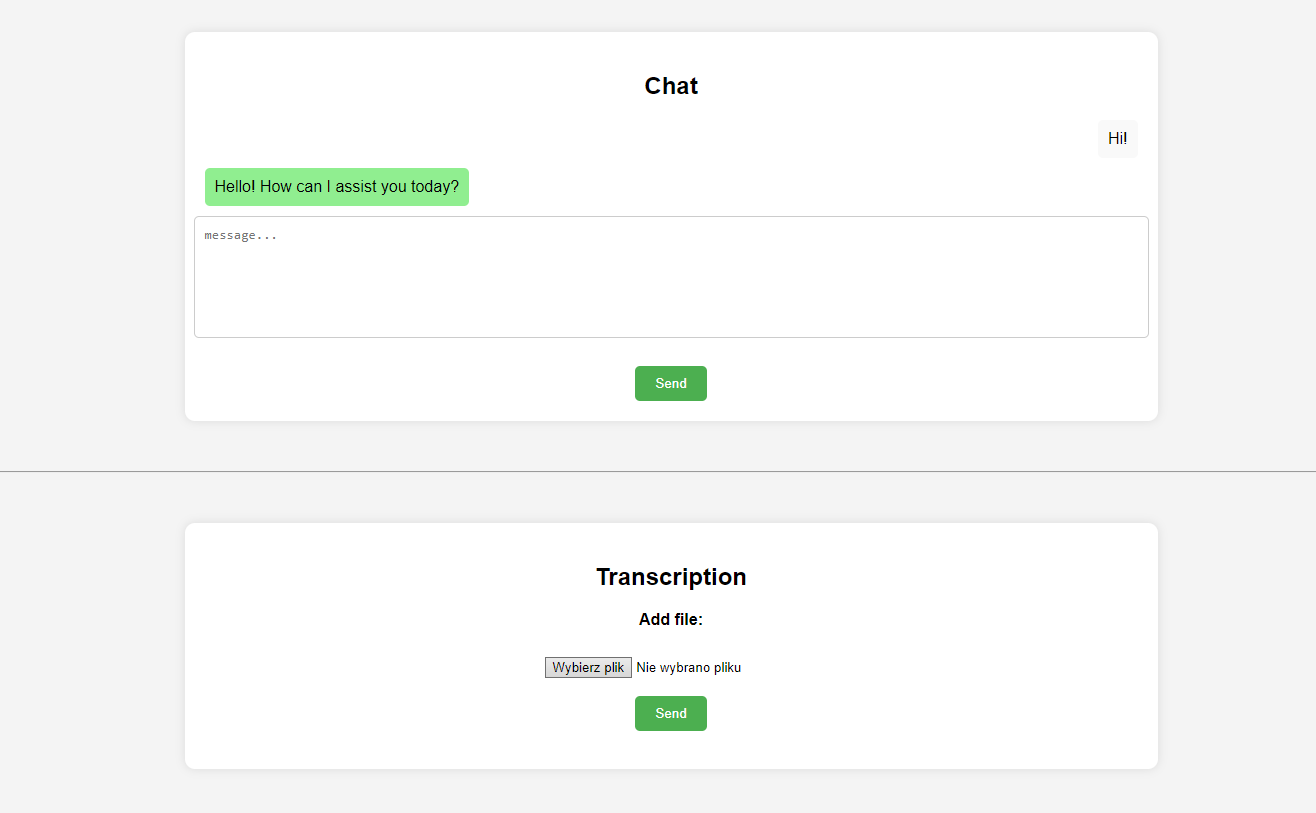 Chat
Hi!
Hello! How can I assist you today?
message...
Send
Transcription
Add file:
Wybierz plik Nie wybrano pliku
Send